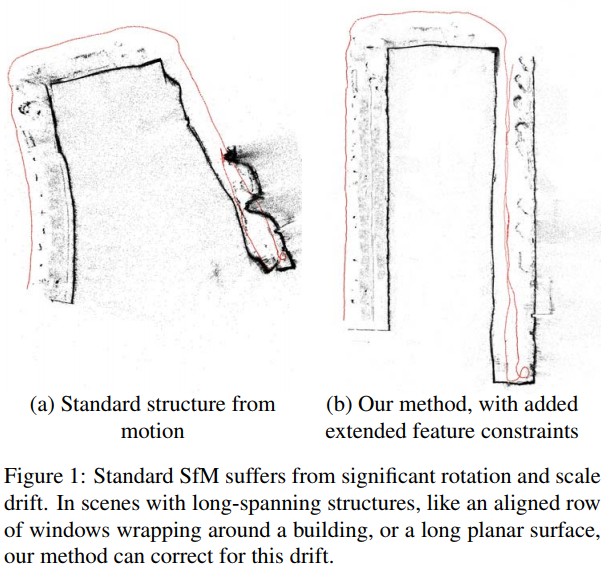 (a) Standard structure from
motion
(b) Our method, with added
extended feature constraints
Figure 1: Standard SfM suffers from significant rotation and scale
drift. In scenes with long-spanning structures, like an aligned row
of windows wrapping around a building, or a long planar surface,
our method can correct for this drift.